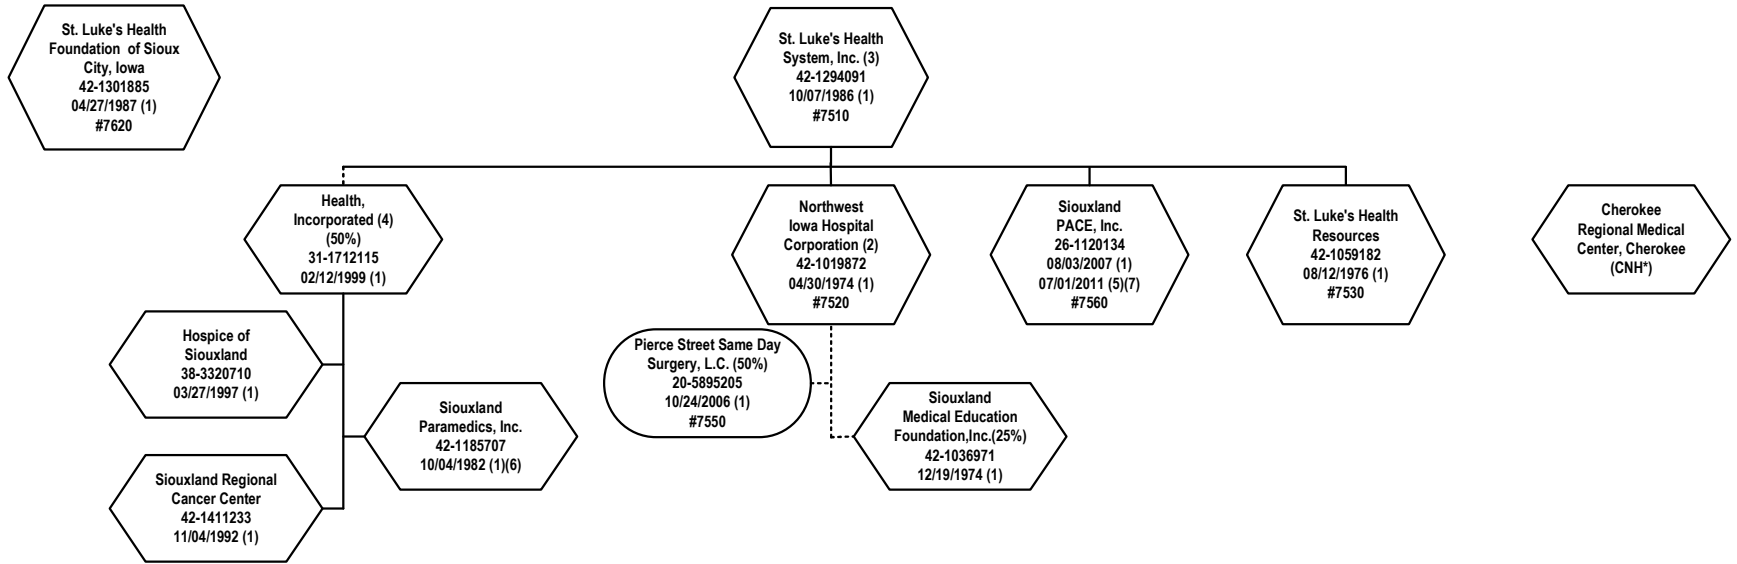 St. Luke's Health
Foundation of Sioux
City, Iowa
42-1301885
04/27/1987 (1)
#7620
St. Luke's Health
System, Inc. (3)
42-1294091
10/07/1986 (1)
#7510
Health,
Incorporated (4)
(50%)
31-1712115
02/12/1999 (1)
Northwest
Iowa Hospital
Corporation (2)
42-1019872
04/30/1974 (1)
#7520
Siouxland
PACE, Inc.
26-1120134
08/03/2007 (1)
07/01/2011 (5)(7)
#7560
St. Luke's Health
Resources
42-1059182
08/12/1976 (1)
#7530
Cherokee
Regional Medical
Center, Cherokee
(CNH*)
Hospice of
Siouxland
38-3320710
03/27/1997 (1)
Pierce Street Same Day
Surgery, L.C. (50%)
20-5895205
10/24/2006 (1)
#7550
Siouxland
Paramedics, Inc.
42-1185707
10/04/1982 (1)(6)
Siouxland
Medical Education
Foundation,Inc.(25%)
42-1036971
12/19/1974 (1)
Siouxland Regional
Cancer Center
42-1411233
11/04/1992 (1)